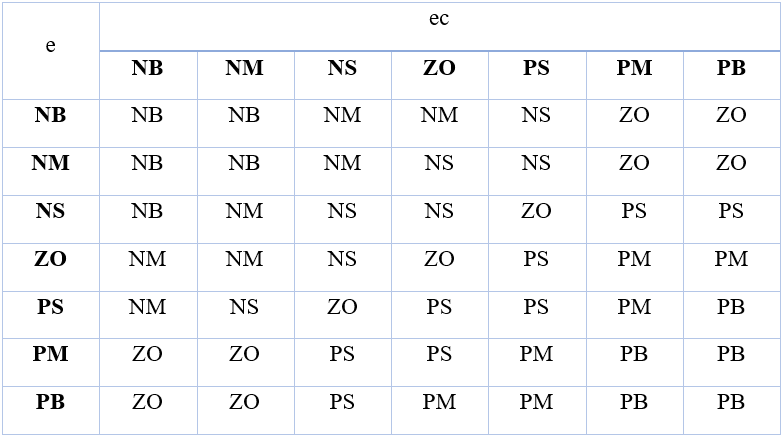 ec
e
NB NM NS ZO PS PM PB
NB NB NB NM NM NS ZO ZO
NM NB NB NM NS NS ZO ZO
NS NB NM NS NS ZO PS PS
ZO NM NM NS ZO PS PM PM
PS NM NS ZO PS PS PM PB
PM ZO ZO PS PS PM PB PB
PB ZO ZO PS PM PM PB PB